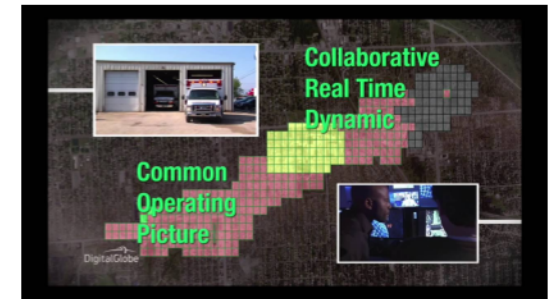 Collaborative
Real Time
Dynamic
Common
Operating
Picture
DigitalGlobe